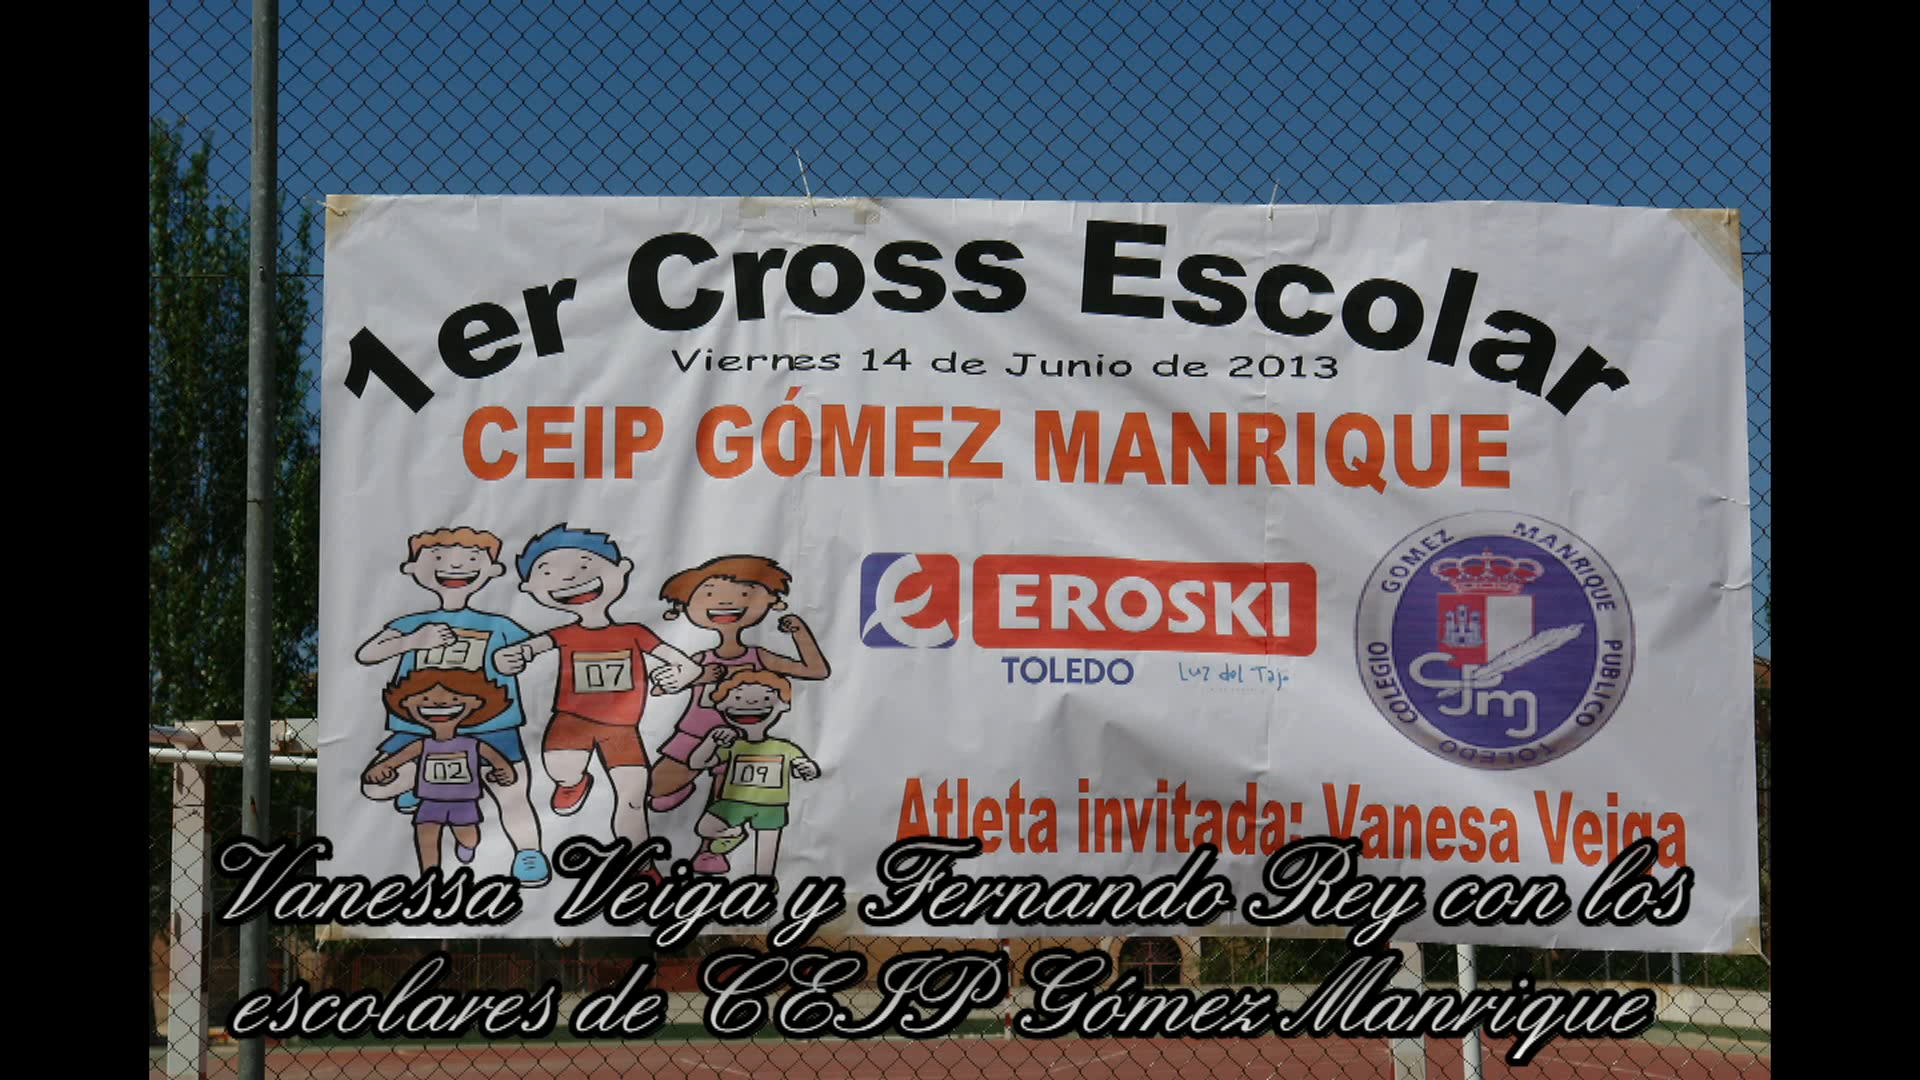 1er Cross Escolar
Viernes 14 de Junio de 2013
CEIP GÓMEZ MANRIQUE
03
07
02
09
EROSKI
TOLEDO
Luz del Tajo
COLEGIO GOMEZ MANRIQUE PUBLICO TOLEDO
Gm
Atleta invitada: Vanesa Veiga
Vanessa Veiga y Fernando Rey con los
escolares de CEIP Gómez Manrique